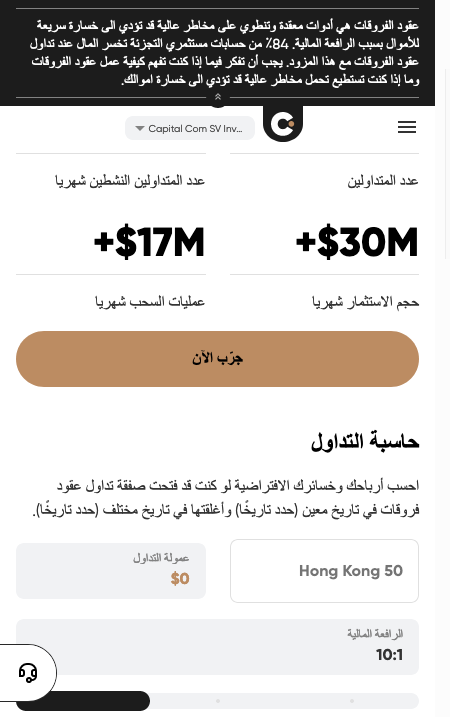 عقود الفروقات هي أدوات معقدة وتنطوي على مخاطر عالية قد تؤدي الى خسارة سريعة
للأموال بسبب الرافعة المالية. 84٪ من حسابات مستثمري التجزئة تخسر المال عند تداول
عقود الفروقات مع هذا المزود. يجب أن تفكر فيما إذا كنت تفهم كيفية عمل عقود الفروقات
وما إذا كنت تستطيع تحمل مخاطر عالية قد تؤدي الى خسارة اموالك.
Capital Com SV Inv...
عدد المتداولين
عدد المتداولين النشطين شهريا
$30M+
$17M+
حجم الاستثمار شهريا
عمليات السحب شهريا
جرّب الآن
حاسبة التداول
احسب أرباحك وخسائرك الافتراضية لو كنت قد فتحت صفقة تداول عقود
فروقات في تاريخ معين (حدد تاريخًا) وأغلقتها في تاريخ مختلف (حدد تاريخًا).
Hong Kong 50
عمولة التداول
$0
الرافعة المالية
10:1